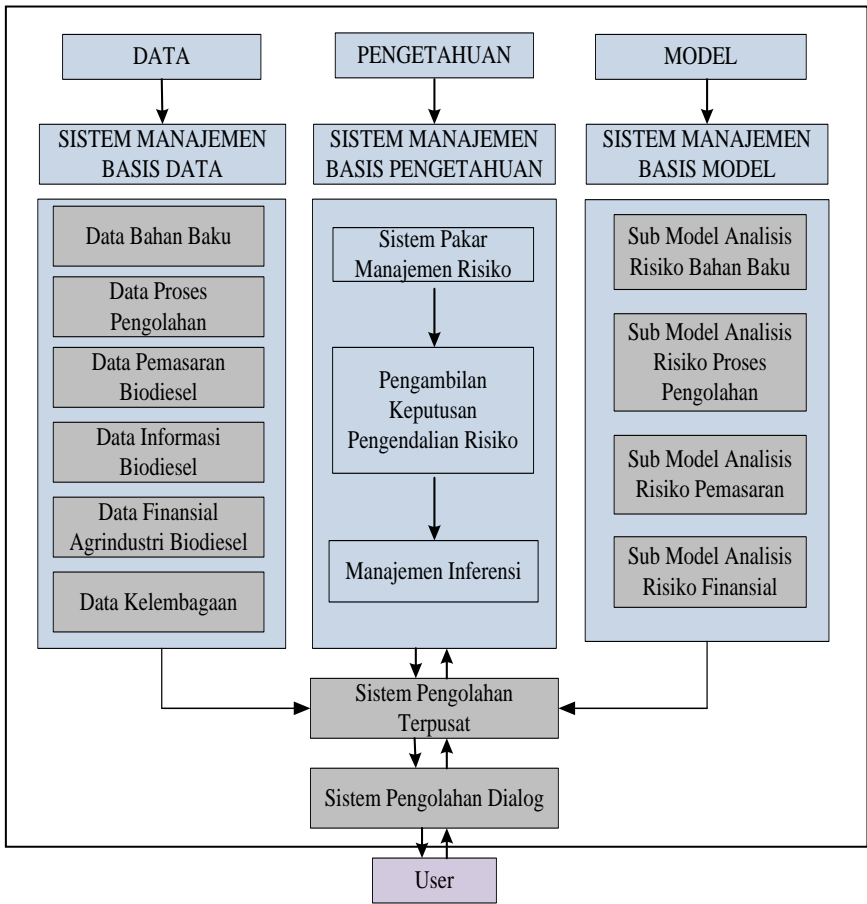 DATA
PENGETAHUAN
MODEL
SISTEM MANAJEMEN
BASIS DATA
SISTEM MANAJEMEN
BASIS PENGETAHUAN
SISTEM MANAJEMEN
BASIS MODEL
Data Bahan Baku
Data Proses
Pengolahan
Data Pemasaran
Biodiesel
Data Informasi
Biodiesel
Data Finansial
Agrindustri Biodiesel
Data Kelembagaan
Sistem Pakar
Manajemen Risiko
Pengambilan
Keputusan
Pengendalian Risiko
Manajemen Inferensi
Sub Model Analisis
Risiko Bahan Baku
Sub Model Analisis
Risiko Proses
Pengolahan
Sub Model Analisis
Risiko Pemasaran
Sub Model Analisis
Risiko Finansial
Sistem Pengolahan
Terpusat
Sistem Pengolahan Dialog
User